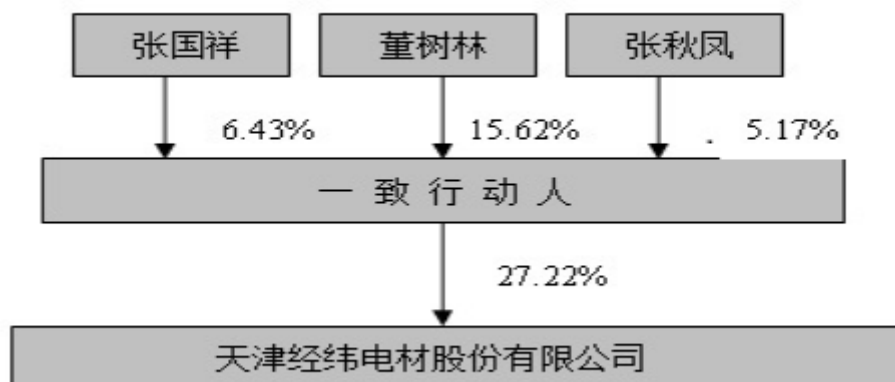 张国祥 董树林 张秋凤
6.43% 15.62% . 5.17%
一致行动人
27.22%
天津经纬电材股份有限公司